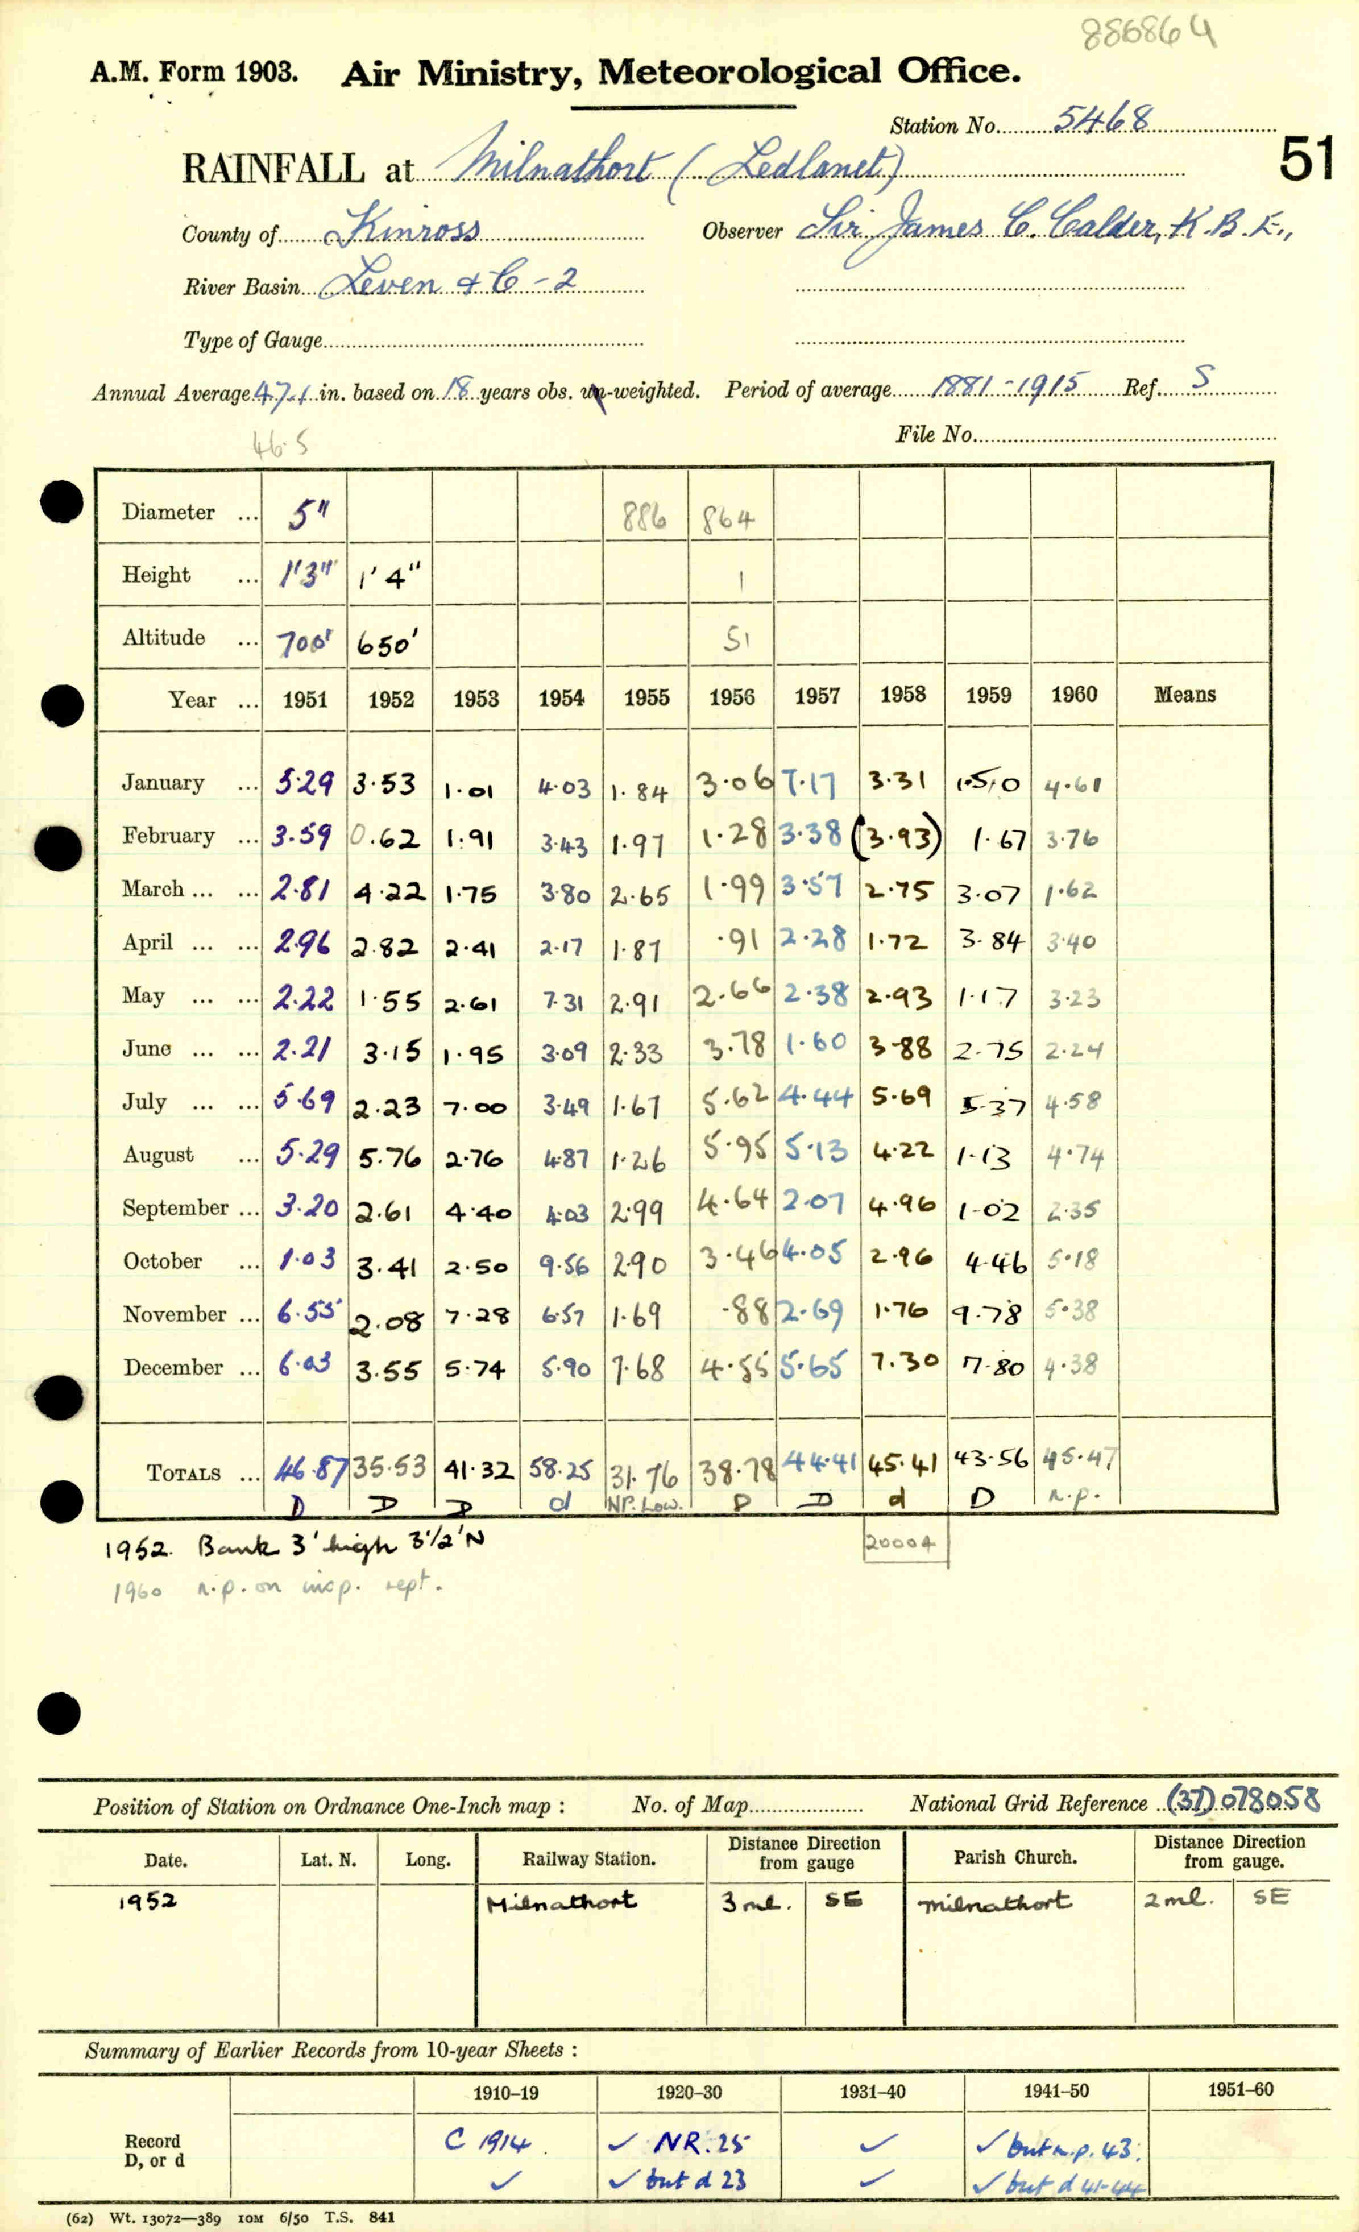 886864
A.M. Form 1903. Air Ministry, Meteorological Office.
Station No. 5468
51
RAINFALL at Milnathort (Ledlanet)
County of Kinross Observer Sir James C. Calder, K.B.E.,
River Basin Leven & C-2
Type of Gauge
Annual Average 47.1 in. based on 18 years obs. un-weighted. Period of average 1881-1915 Ref. S
46.5 File No.
Diameter ... 5" 886 864
Height ... 1'3" 1'4" 1
Altitude ... 700' 650' 51
Year ... 1951 1952 1953 1954 1955 1956 1957 1958 1959 1960 Means
January ... 5.29 3.53 1.01 4.03 1.84 3.06 7.17 3.31 1.50 4.61
February ... 3.59 0.62 1.91 3.43 1.97 1.28 3.38 (3.93) 1.67 3.76
March ... ... 2.81 4.22 1.75 3.80 2.65 1.99 3.57 2.75 3.07 1.62
April ... ... 2.96 2.82 2.41 2.17 1.87 .91 2.28 1.72 3.84 3.40
May ... ... 2.22 1.55 2.61 7.31 2.91 2.66 2.38 2.93 1.17 3.23
June ... ... 2.21 3.15 1.95 3.09 2.33 3.78 1.60 3.88 2.75 2.24
July ... ... 5.69 2.23 7.00 3.49 1.67 5.62 4.44 5.69 5.37 4.58
August ... 5.29 5.76 2.76 4.87 1.26 5.95 5.13 4.22 1.13 4.74
September ... 3.20 2.61 4.40 4.03 2.99 4.64 2.07 4.96 1.02 2.35
October ... 1.03 3.41 2.50 9.56 2.90 3.46 4.05 2.96 4.46 5.18
November ... 6.55 2.08 7.28 6.57 1.69 .88 2.69 1.76 9.78 5.38
December ... 6.03 3.55 5.74 5.90 7.68 4.55 5.65 7.30 7.80 4.38
TOTALS ... 46.87 35.53 41.32 58.25 31.76 38.78 44.41 45.41 43.56 45.47
D D D d NP. Low. D D d D n.p.
1952. Bank 3' high 3½' N 20004
1960 n.p. on insp. rept.
Position of Station on Ordnance One-Inch map : No. of Map National Grid Reference (37) 078058
Date. Lat. N. Long. Railway Station. Distance from gauge Direction Parish Church. Distance from gauge. Direction
1952 Milnathort 3 ml. SE Milnathort 2 ml. SE
Summary of Earlier Records from 10-year Sheets :
1910–19 1920–30 1931–40 1941–50 1951–60
Record C 1914 ✓ NR. 25 ✓ ✓ but n.p. 43.
D, or d ✓ ✓ but d 23 ✓ ✓ but d 41-44
(62) Wt. 13072—389 10M 6/50 T.S. 841